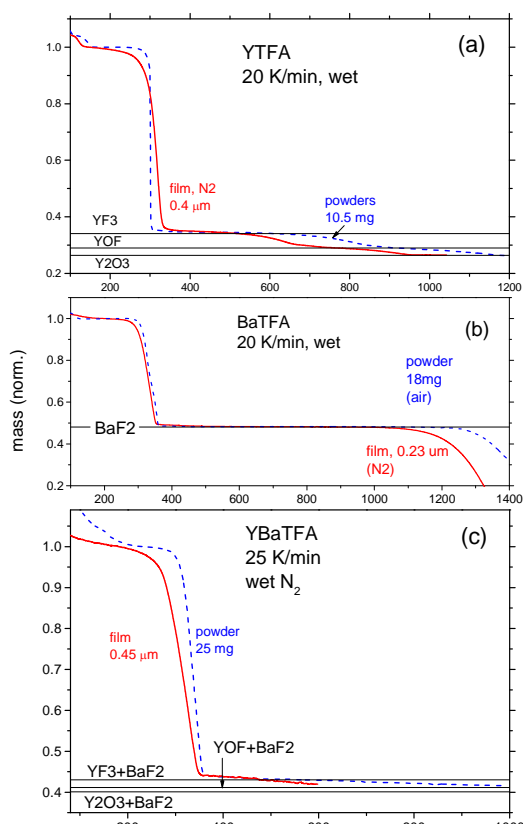 (a)
YTFA
20 K/min, wet
1.0
0.8
0.6
0.4
0.2
film, N2
0.4 μm
powders
10.5 mg
YF3
YOF
Y2O3
200 400 600 800 1000 1200
(b)
BaTFA
20 K/min, wet
1.0
0.8
0.6
0.4
0.2
mass (norm.)
powder
18mg
(air)
BaF2
film, 0.23 um
(N2)
200 400 600 800 1000 1200 1400
(c)
YBaTFA
25 K/min
wet N2
1.0
0.9
0.8
0.7
0.6
0.5
0.4
film
0.45 μm
powder
25 mg
YOF+BaF2
YF3+BaF2
Y2O3+BaF2